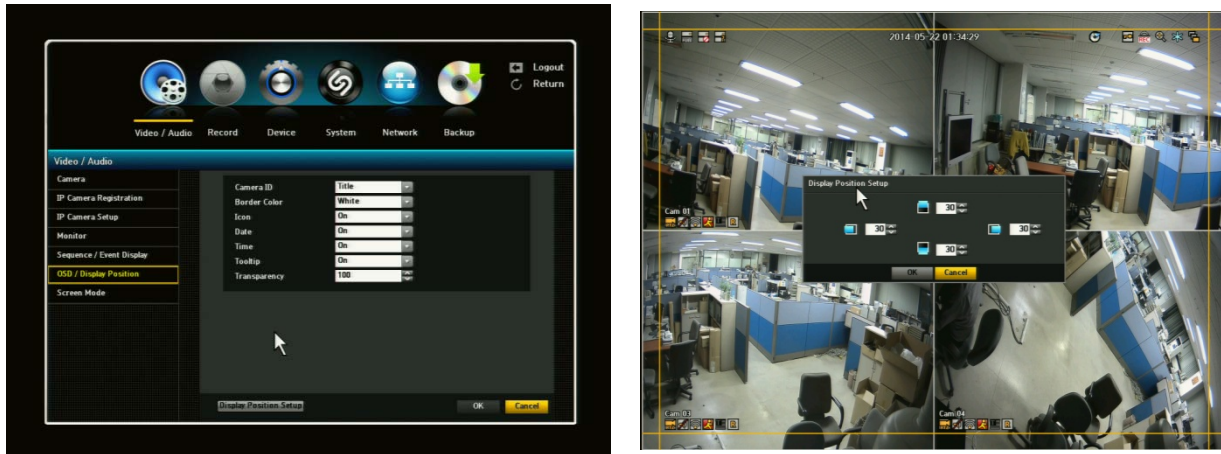 Logout
Return
Video / Audio Record Device System Network Backup
Video / Audio
Camera
IP Camera Registration
IP Camera Setup
Monitor
Sequence / Event Display
OSD / Display Position
Screen Mode
Camera ID Title
Border Color White
Icon On
Date On
Time On
Tooltip On
Transparency 100
Display Position Setup OK Cancel
2014-05-22 01:34:29
REC
Display Position Setup
30
30 30
30
OK Cancel
Cam 01
Cam 03 Cam 04